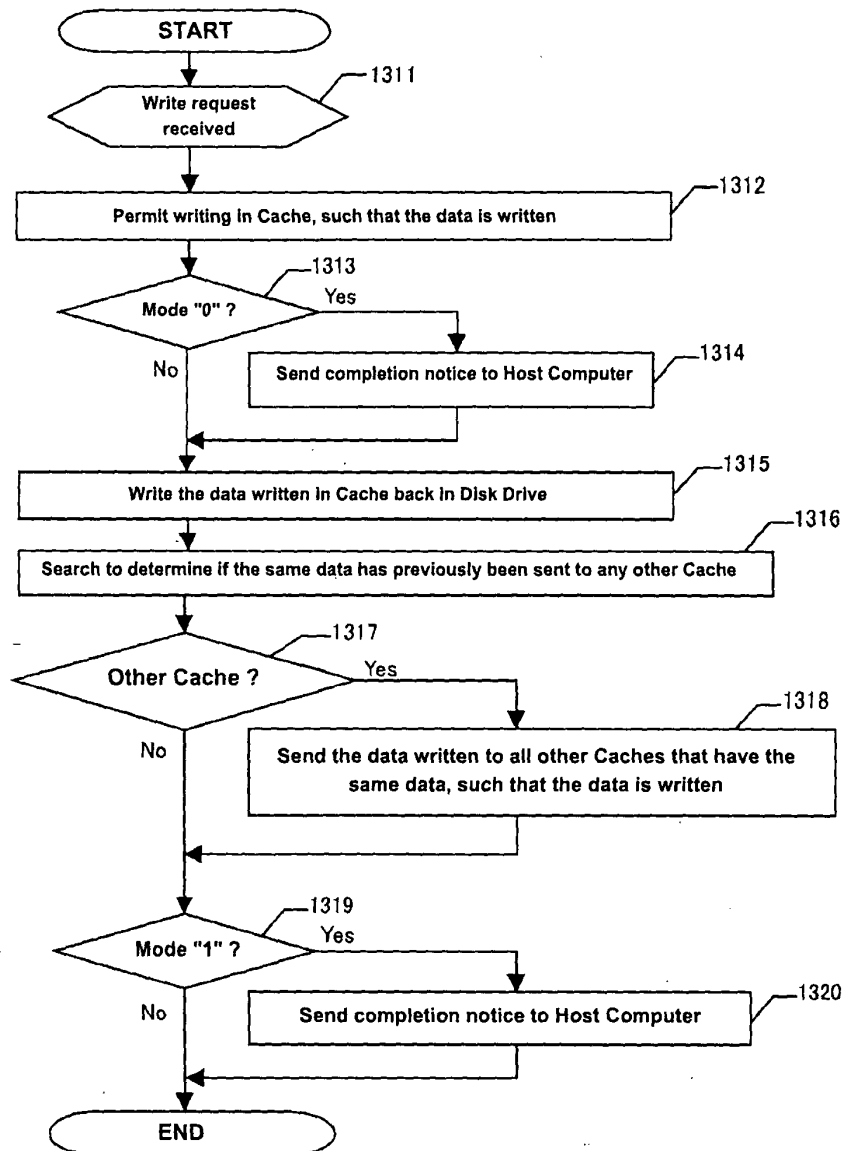 START
1311
Write request
received
1312
Permit writing in Cache, such that the data is written
1313
Mode "0" ?
Yes
No
1314
Send completion notice to Host Computer
1315
Write the data written in Cache back in Disk Drive
1316
Search to determine if the same data has previously been sent to any other Cache
1317
Other Cache ?
Yes
No
1318
Send the data written to all other Caches that have the
same data, such that the data is written
1319
Mode "1" ?
Yes
No
1320
Send completion notice to Host Computer
END